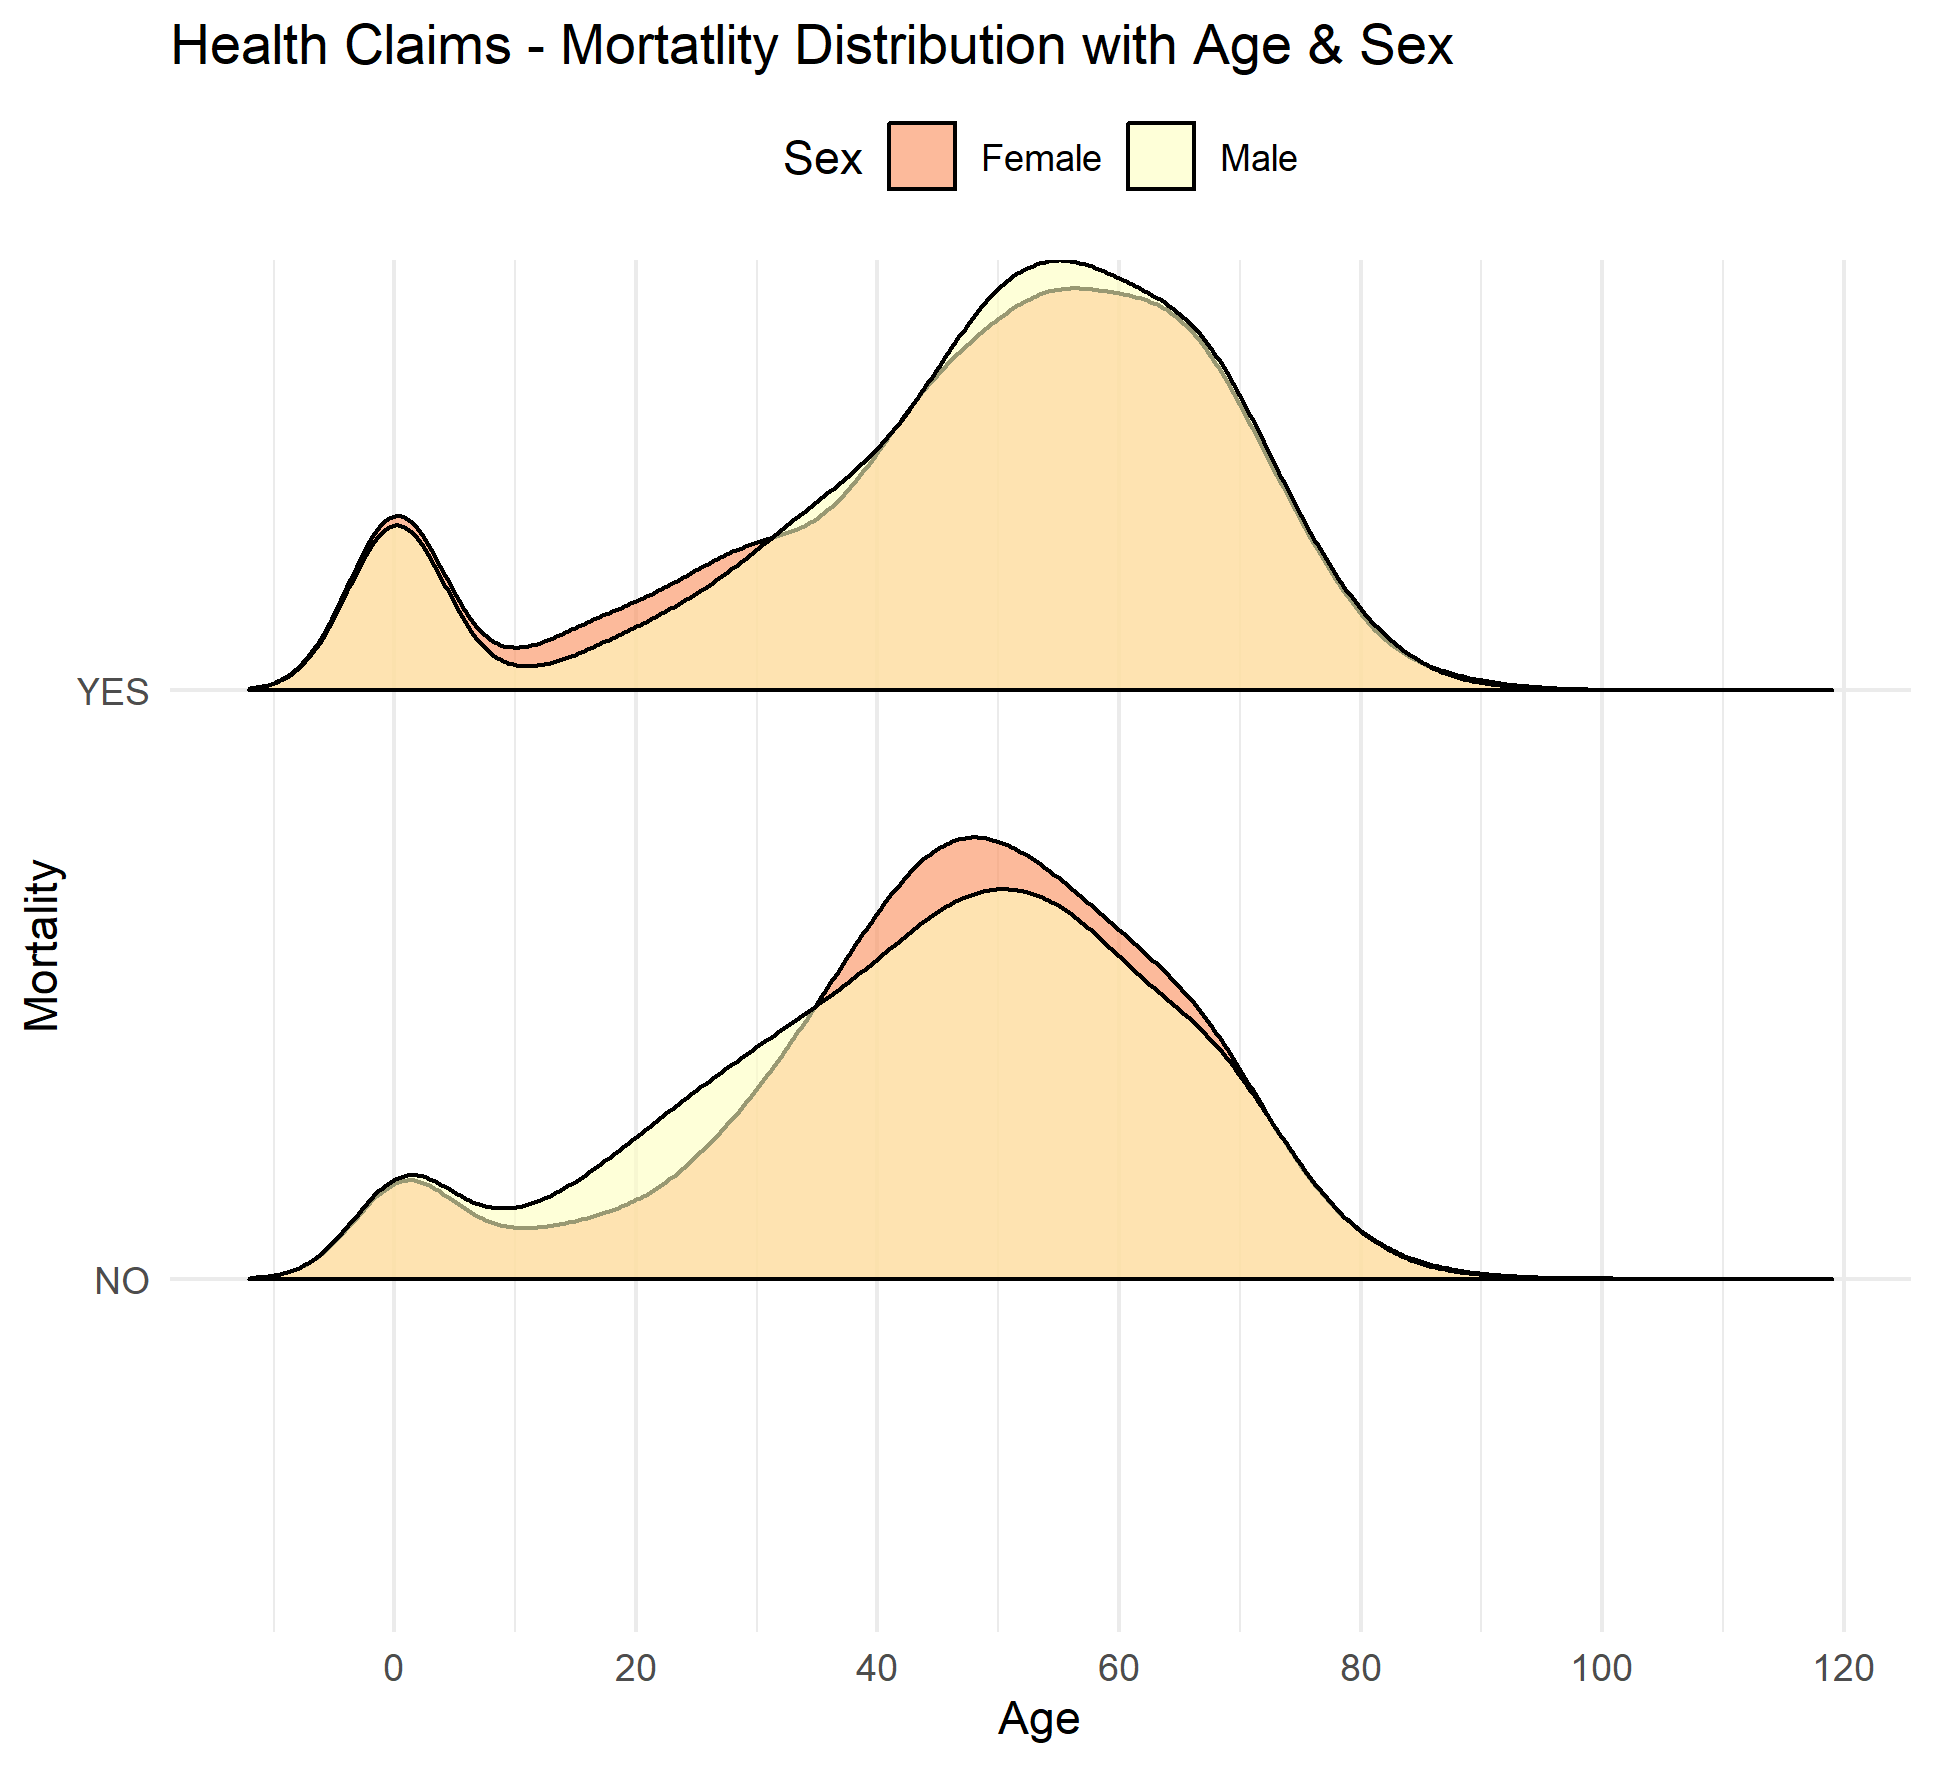 Health Claims - Mortatlity Distribution with Age & Sex
Sex Female Male
YES
Mortality
NO
0 20 40 60 80 100 120
Age